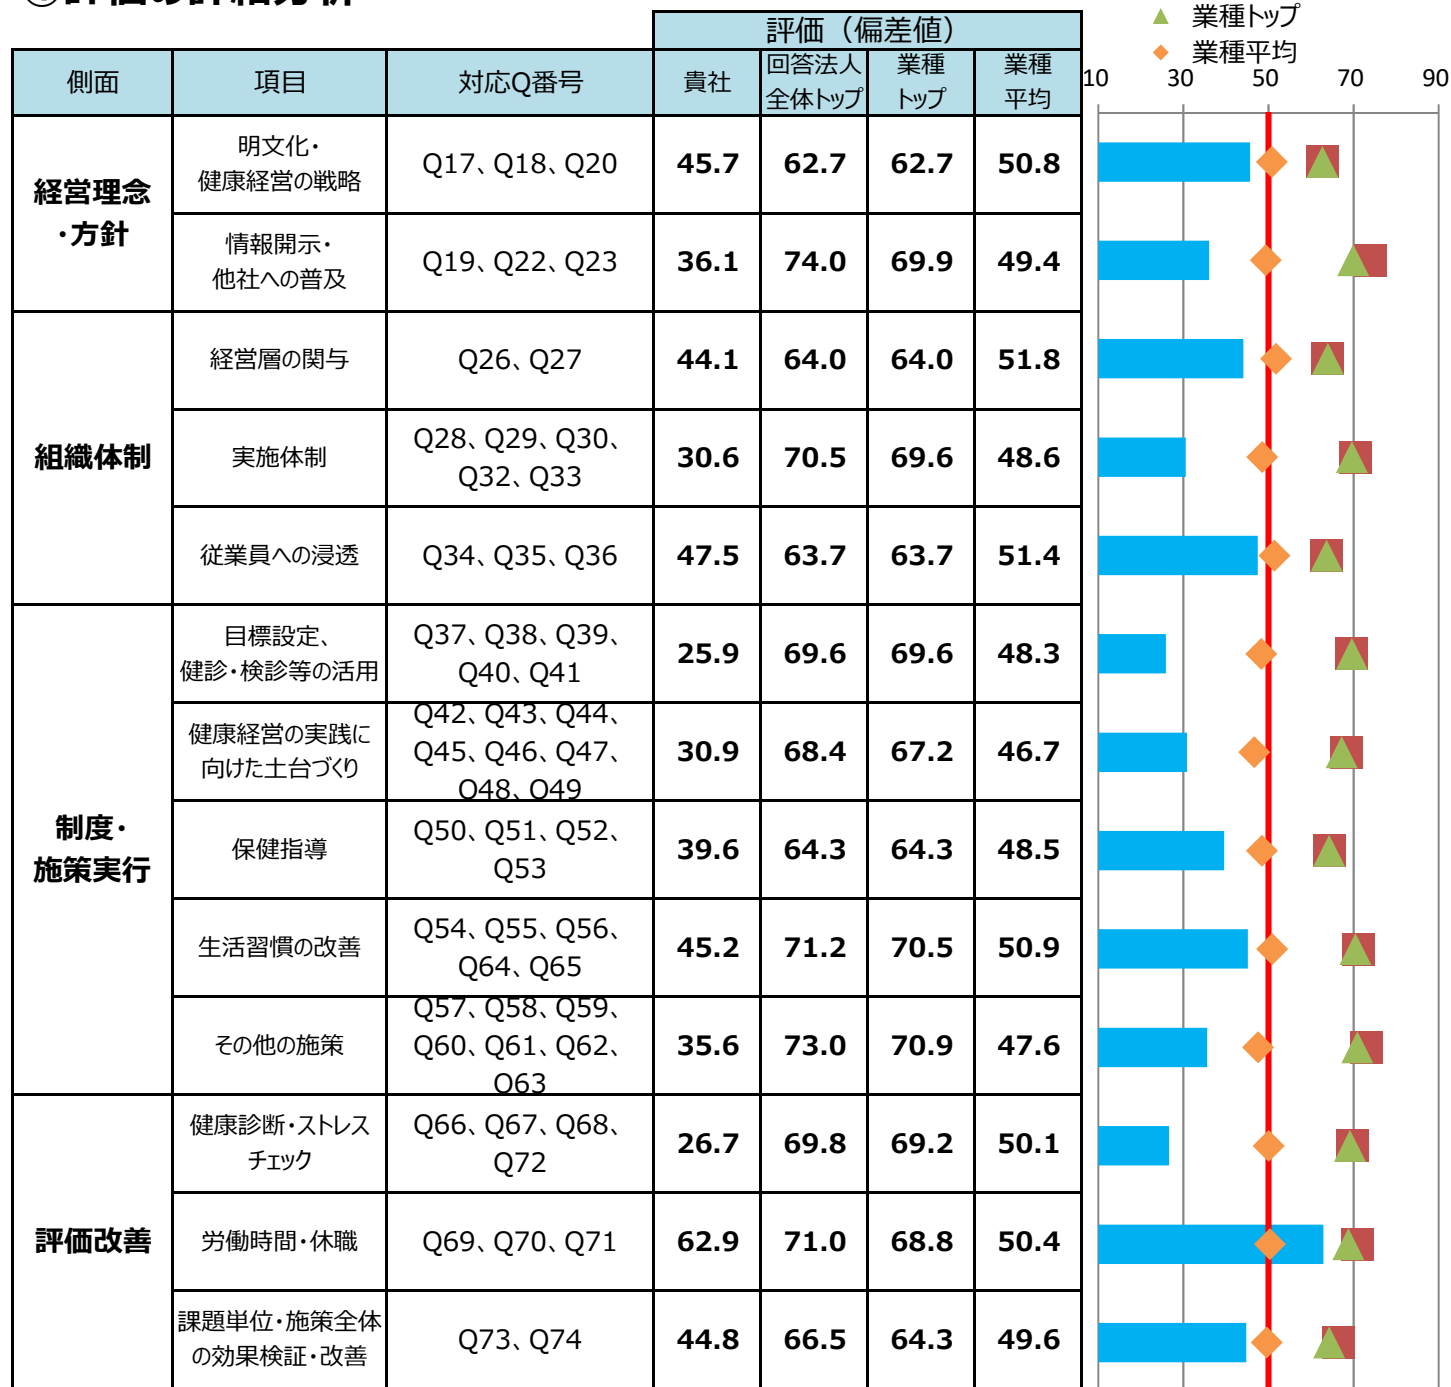 ①評価の詳細分析
業種トップ
業種平均
評価（偏差値）
側面 項目 対応Q番号 貴社 回答法人全体トップ 業種トップ 業種平均
10 30 50 70 90
経営理念・方針
明文化・健康経営の戦略 Q17、Q18、Q20 45.7 62.7 62.7 50.8
情報開示・他社への普及 Q19、Q22、Q23 36.1 74.0 69.9 49.4
組織体制
経営層の関与 Q26、Q27 44.1 64.0 64.0 51.8
実施体制 Q28、Q29、Q30、Q32、Q33 30.6 70.5 69.6 48.6
従業員への浸透 Q34、Q35、Q36 47.5 63.7 63.7 51.4
制度・施策実行
目標設定、健診・検診等の活用 Q37、Q38、Q39、Q40、Q41 25.9 69.6 69.6 48.3
健康経営の実践に向けた土台づくり Q42、Q43、Q44、Q45、Q46、Q47、Q48、Q49 30.9 68.4 67.2 46.7
保健指導 Q50、Q51、Q52、Q53 39.6 64.3 64.3 48.5
生活習慣の改善 Q54、Q55、Q56、Q64、Q65 45.2 71.2 70.5 50.9
その他の施策 Q57、Q58、Q59、Q60、Q61、Q62、Q63 35.6 73.0 70.9 47.6
評価改善
健康診断・ストレスチェック Q66、Q67、Q68、Q72 26.7 69.8 69.2 50.1
労働時間・休職 Q69、Q70、Q71 62.9 71.0 68.8 50.4
課題単位・施策全体の効果検証・改善 Q73、Q74 44.8 66.5 64.3 49.6